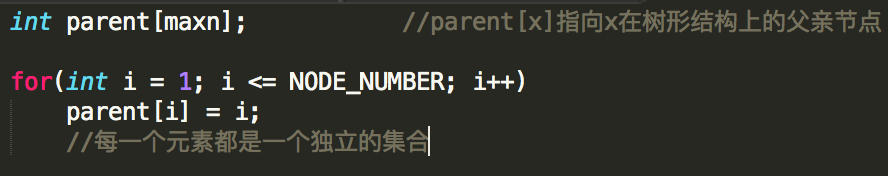 int parent[maxn];                //parent[x]指向x在树形结构上的父亲节点
for(int i = 1; i <= NODE_NUMBER; i++)
    parent[i] = i;
    //每一个元素都是一个独立的集合